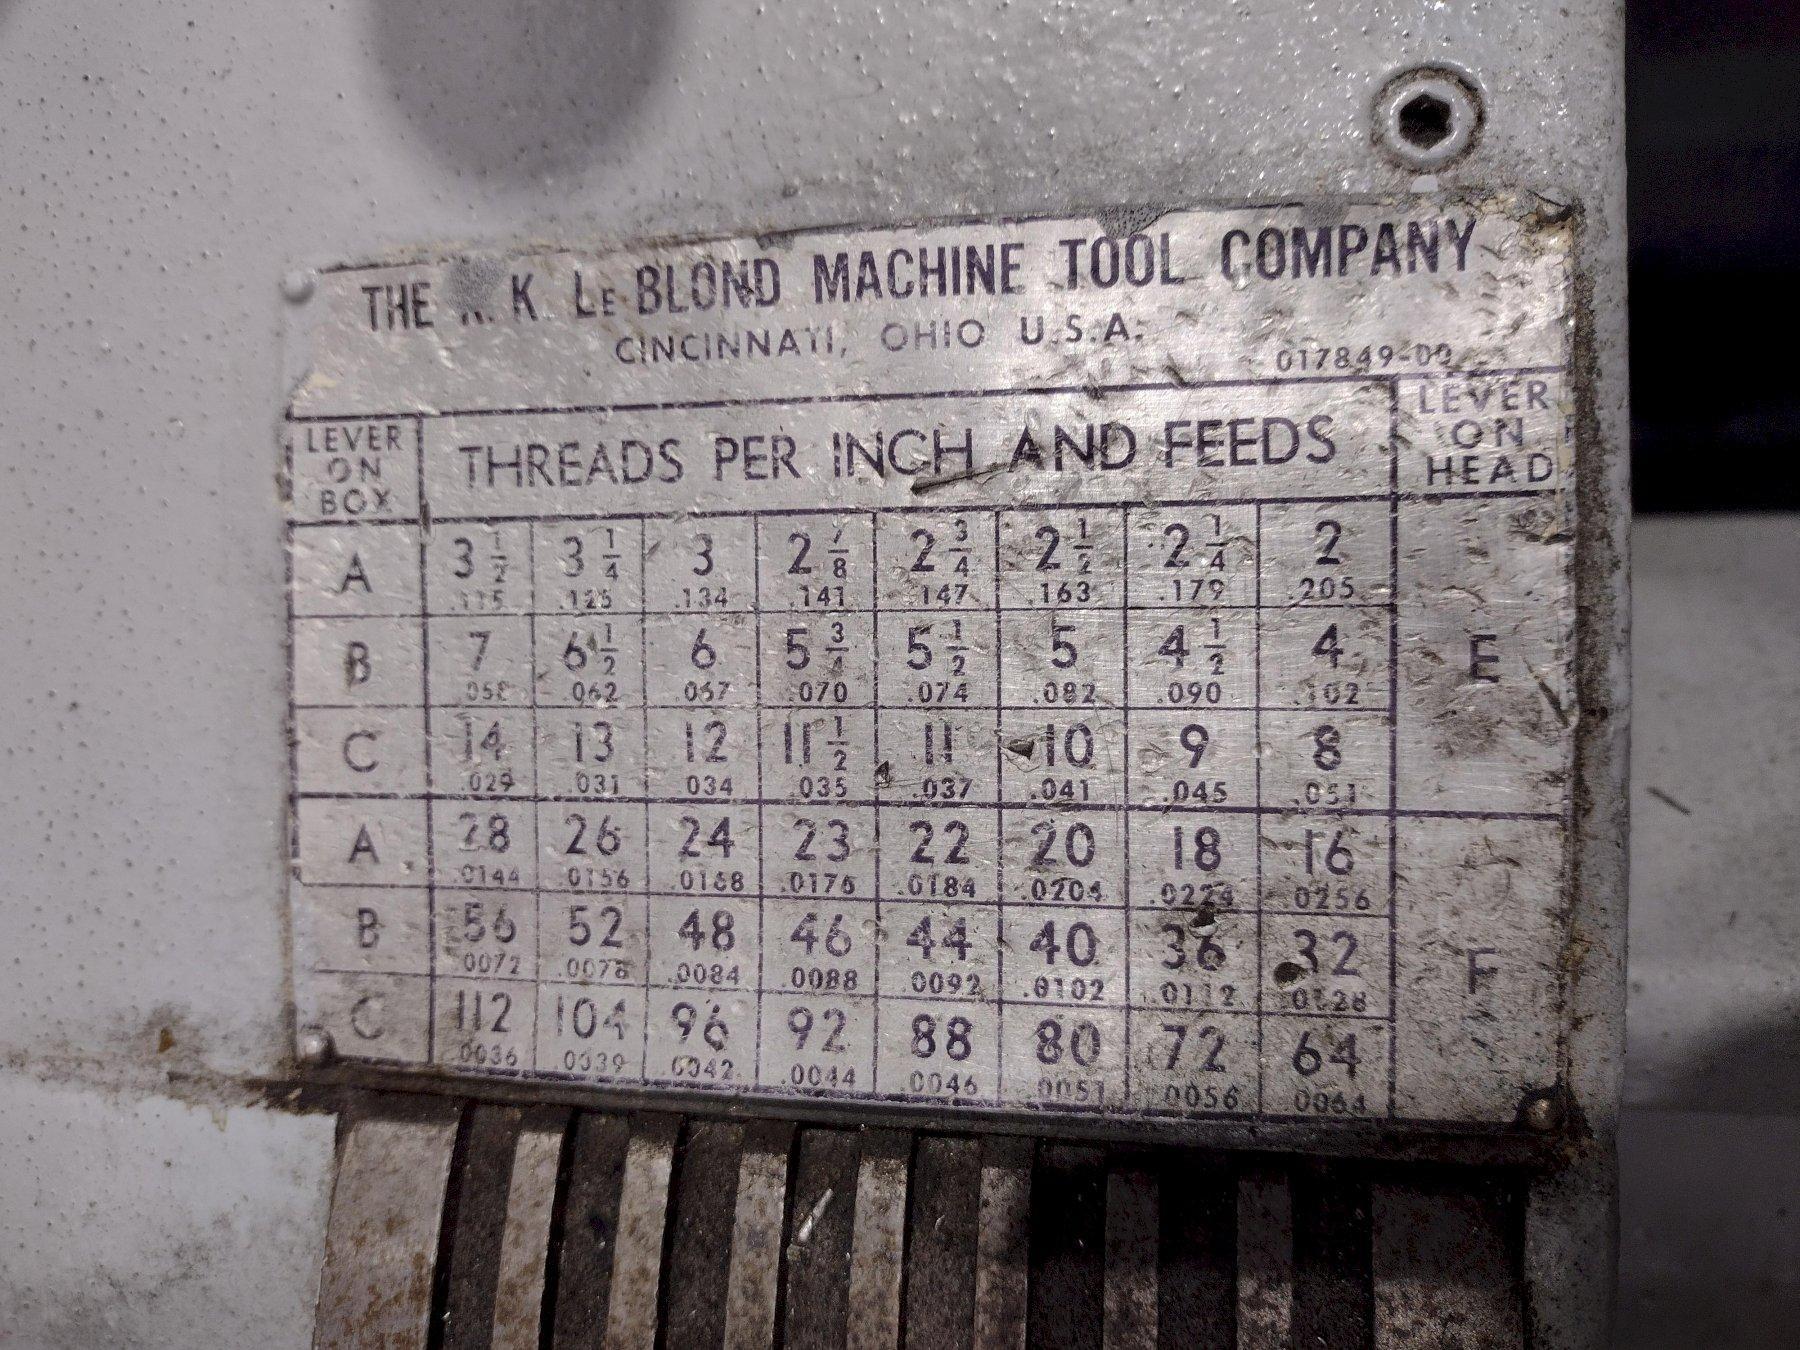 THE K. LE BLOND MACHINE TOOL COMPANY
CINCINNATI, OHIO U.S.A.
017849-00
LEVER ON BOX THREADS PER INCH AND FEEDS LEVER ON HEAD
A 3 1/2 3 1/4 3 2 7/8 2 3/4 2 1/2 2 1/4 2
.115 .125 .134 .141 .147 .163 .179 .205
B 7 6 1/2 6 5 3/4 5 1/2 5 4 1/2 4 E
.058 .062 .067 .070 .074 .082 .090 .102
C 14 13 12 11 1/2 11 10 9 8
.029 .031 .034 .035 .037 .041 .045 .051
A 28 26 24 23 22 20 18 16
.0144 .0156 .0168 .0176 .0184 .0204 .0224 .0256
B 56 52 48 46 44 40 36 32 F
.0072 .0078 .0084 .0088 .0092 .0102 .0112 .0128
C 112 104 96 92 88 80 72 64
.0036 .0039 .0042 .0044 .0046 .0051 .0056 .0064